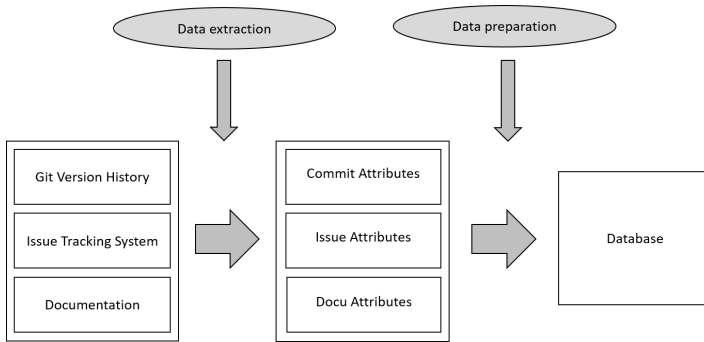 Data extraction
Data preparation
Git Version History
Issue Tracking System
Documentation
Commit Attributes
Issue Attributes
Docu Attributes
Database